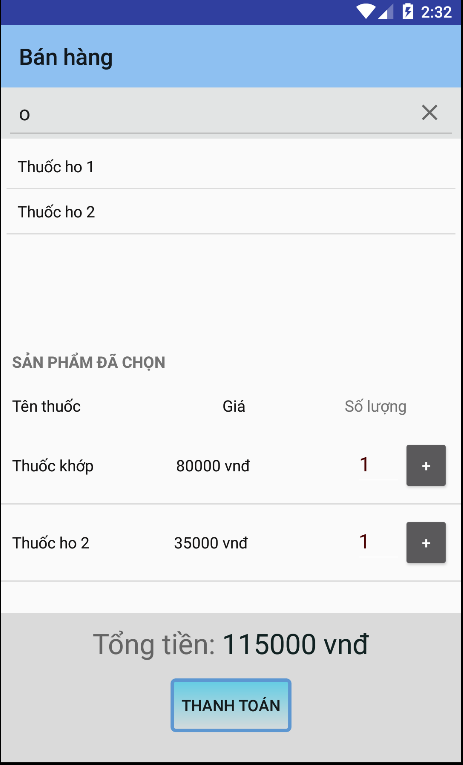 2:32
Bán hàng
o
Thuốc ho 1
Thuốc ho 2
SẢN PHẨM ĐÃ CHỌN
Tên thuốc Giá Số lượng
Thuốc khớp 80000 vnđ 1 +
Thuốc ho 2 35000 vnđ 1 +
Tổng tiền: 115000 vnđ
THANH TOÁN